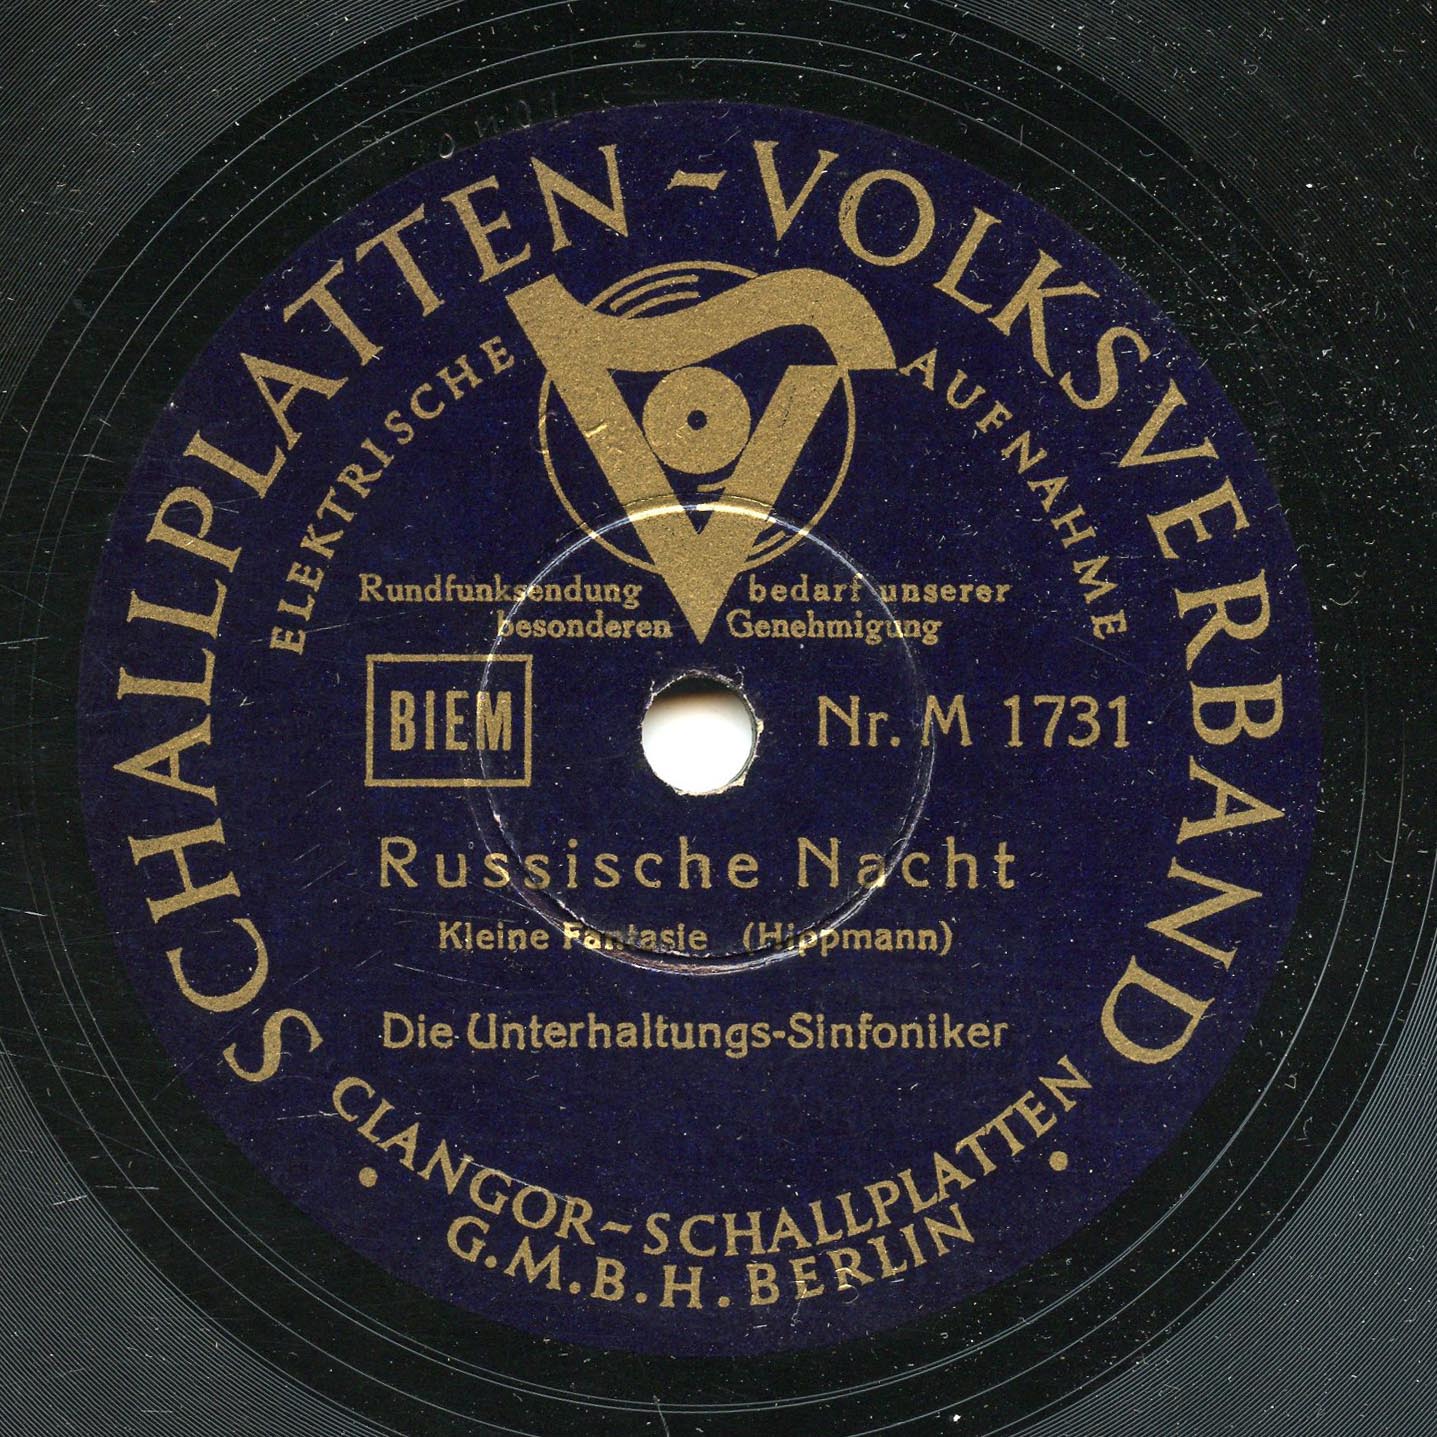 SCHALLPLATTEN-VOLKSVERBAND
ELEKTRISCHE AUFNAHME
Rundfunksendung bedarf unserer
besonderen Genehmigung
BIEM
Nr. M 1731
Russische Nacht
Kleine Fantasie (Hippmann)
Die Unterhaltungs-Sinfoniker
CLANGOR-SCHALLPLATTEN
G.M.B.H. BERLIN